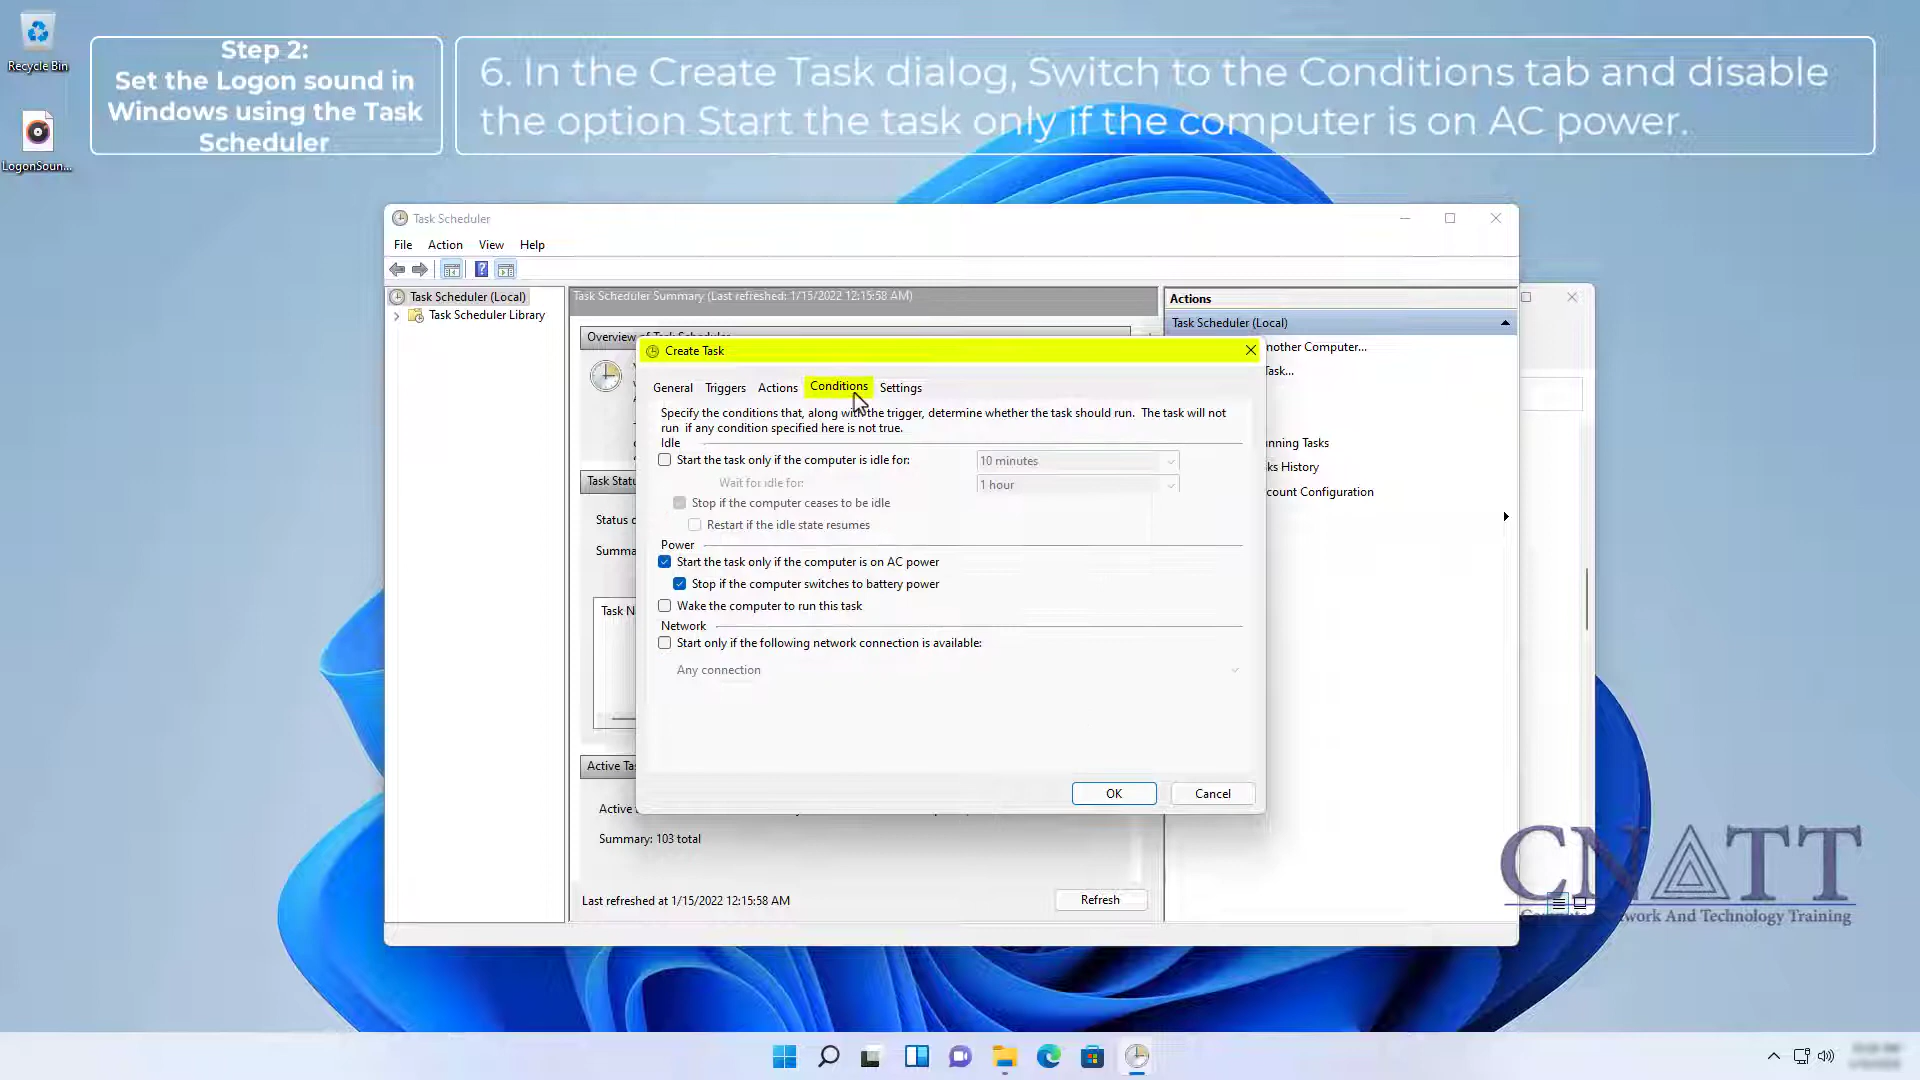 Recycle Bin
LogonSoun...
Step 2:
Set the Logon sound in
Windows using the Task
Scheduler
6. In the Create Task dialog, Switch to the Conditions tab and disable
the option Start the task only if the computer is on AC power.
Task Scheduler
File Action View Help
Task Scheduler (Local)
Task Scheduler Library
Task Scheduler Summary (Last refreshed: 1/15/2022 12:15:58 AM)
Overview of Task Scheduler
Task Statu
Status o
Summa
Task N
Active Ta
Active
Summary: 103 total
Last refreshed at 1/15/2022 12:15:58 AM
Refresh
Actions
Task Scheduler (Local)
nother Computer...
Task...
nning Tasks
ks History
count Configuration
Create Task
General Triggers Actions Conditions Settings
Specify the conditions that, along with the trigger, determine whether the task should run. The task will not
run if any condition specified here is not true.
Idle
Start the task only if the computer is idle for: 10 minutes
Wait for idle for: 1 hour
Stop if the computer ceases to be idle
Restart if the idle state resumes
Power
Start the task only if the computer is on AC power
Stop if the computer switches to battery power
Wake the computer to run this task
Network
Start only if the following network connection is available:
Any connection
OK Cancel
CNATT
work And Technology Training